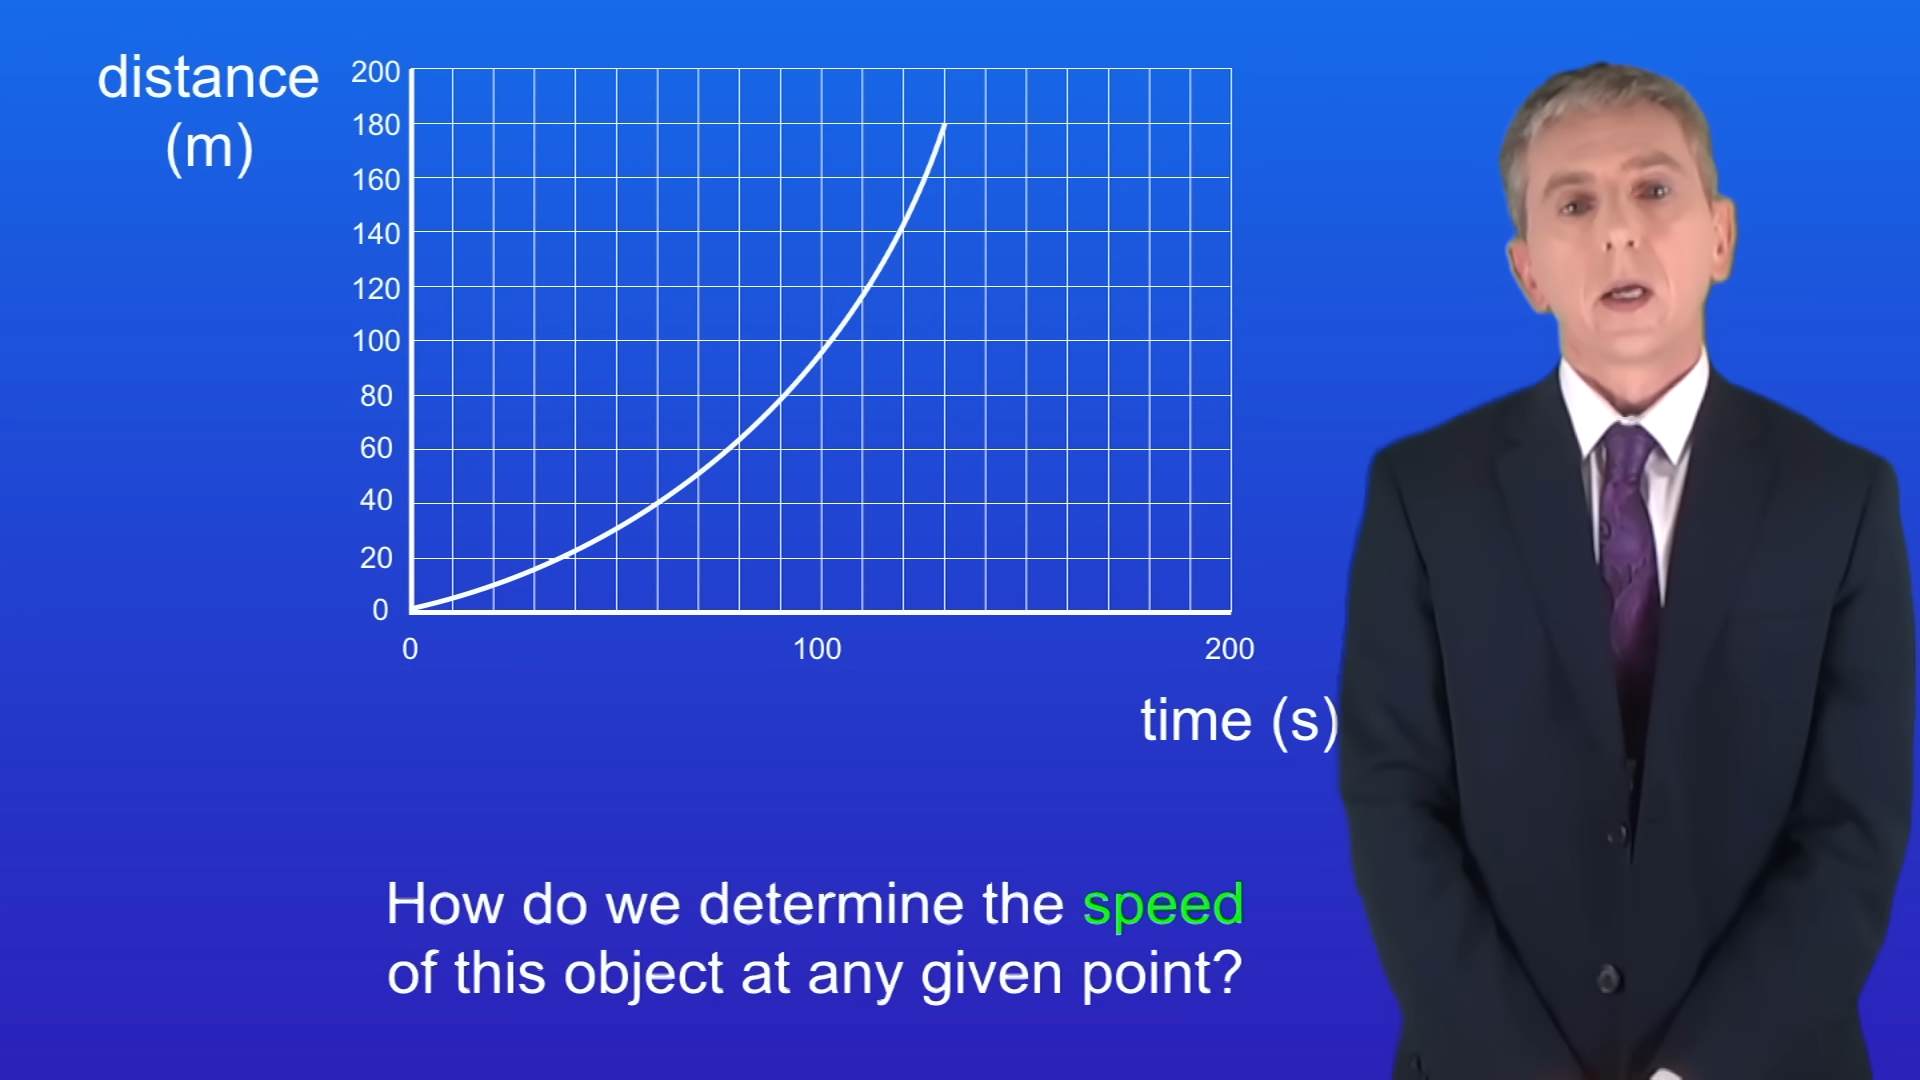 distance
(m)
200
180
160
140
120
100
80
60
40
20
0
0 100 200
time (s)
How do we determine the speed
of this object at any given point?